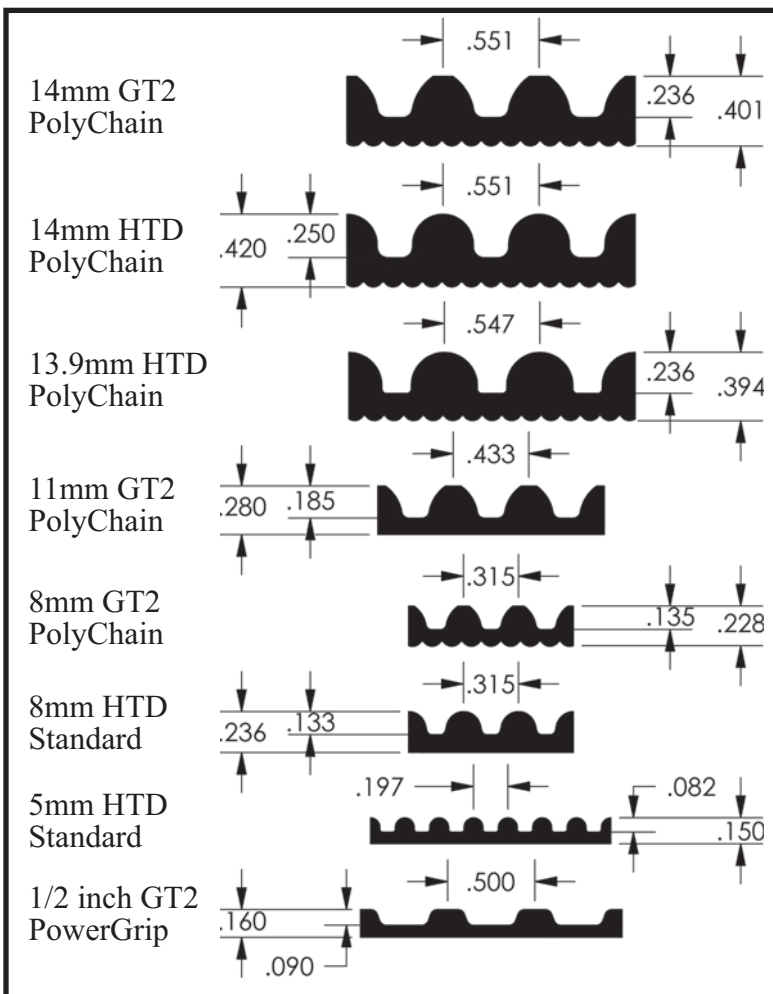 .551
14mm GT2
PolyChain
.236
.401
.551
14mm HTD
PolyChain
.250
.420
.547
13.9mm HTD
PolyChain
.236
.394
.433
11mm GT2
PolyChain
.185
.280
.315
8mm GT2
PolyChain
.135
.228
.315
8mm HTD
Standard
.133
.236
.197
.082
5mm HTD
Standard
.150
.500
1/2 inch GT2
PowerGrip
.160
.090